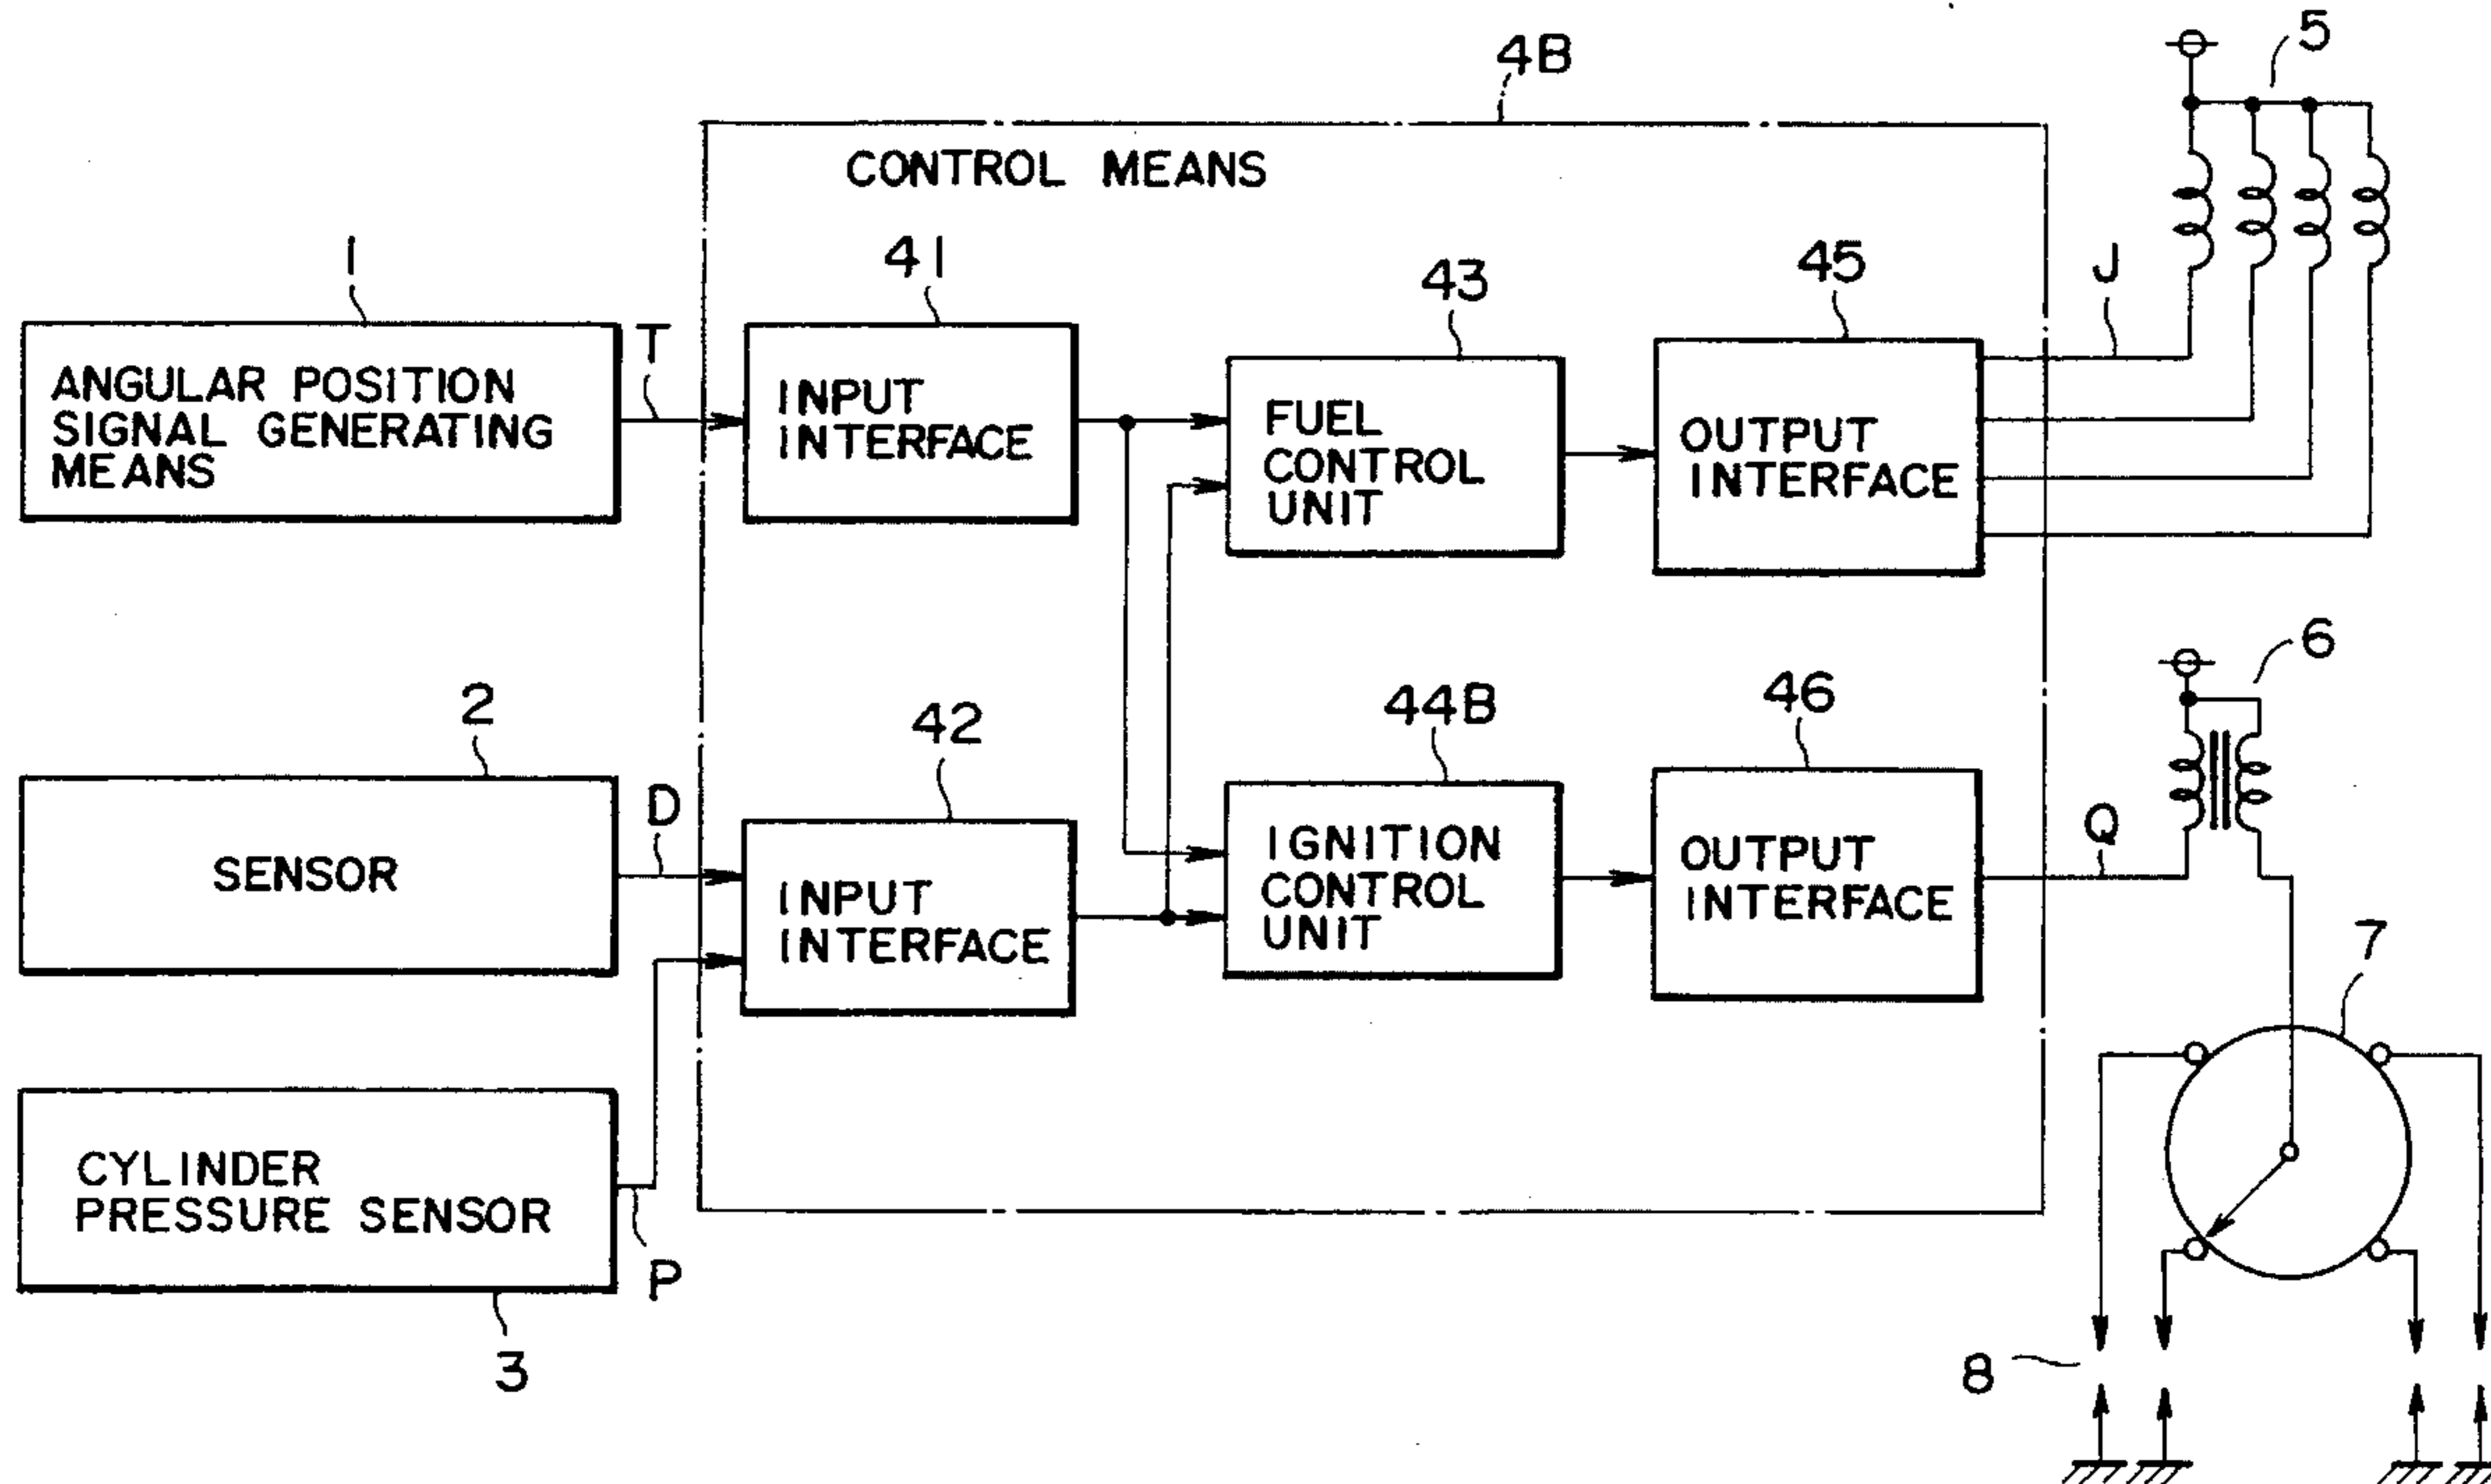 4B
5
CONTROL MEANS
1
T
41
43
45
J
ANGULAR POSITION
SIGNAL GENERATING
MEANS
INPUT
INTERFACE
FUEL
CONTROL
UNIT
OUTPUT
INTERFACE
2
D
42
44B
46
6
SENSOR
INPUT
INTERFACE
IGNITION
CONTROL
UNIT
OUTPUT
INTERFACE
Q
7
CYLINDER
PRESSURE SENSOR
P
3
8